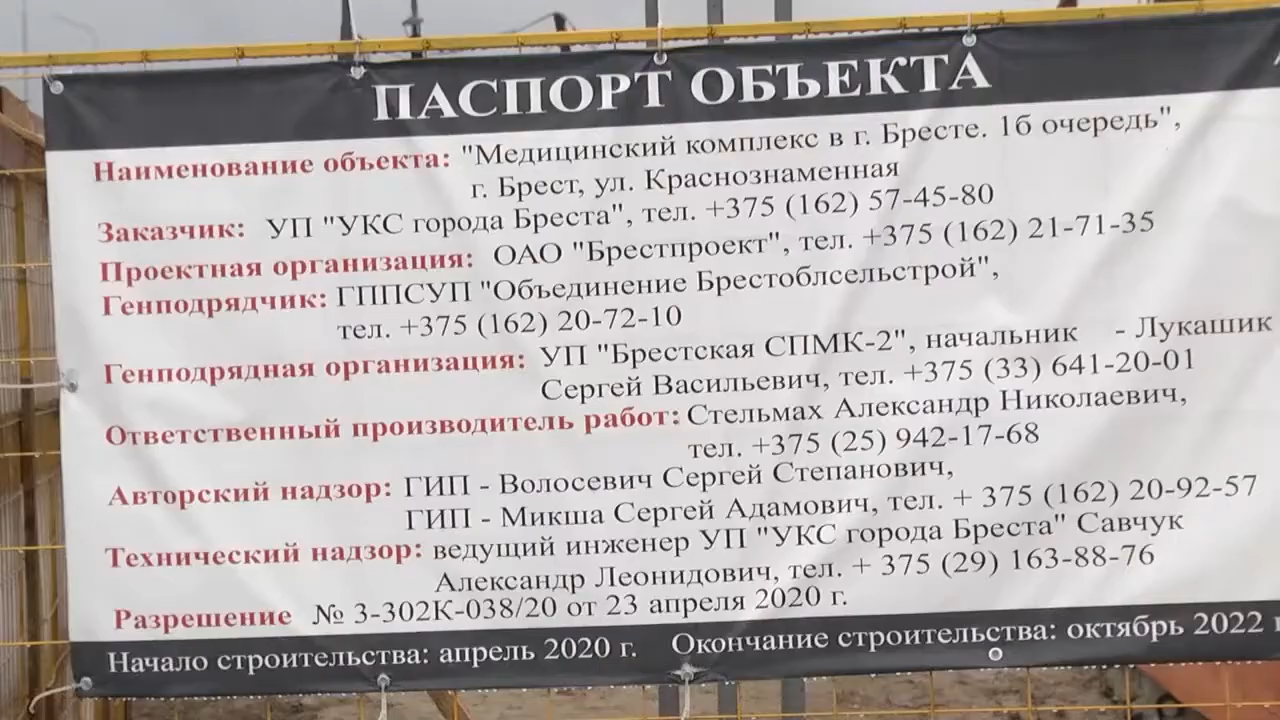 ПАСПОРТ ОБЪЕКТА
Наименование объекта: "Медицинский комплекс в г. Бресте. 1б очередь",
г. Брест, ул. Краснознаменная
Заказчик: УП "УКС города Бреста", тел. +375 (162) 57-45-80
Проектная организация: ОАО "Брестпроект", тел. +375 (162) 21-71-35
Генподрядчик: ГППСУП "Объединение Брестоблсельстрой",
тел. +375 (162) 20-72-10
Генподрядная организация: УП "Брестская СПМК-2", начальник - Лукашик
Сергей Васильевич, тел. +375 (33) 641-20-01
Ответственный производитель работ: Стельмах Александр Николаевич,
тел. +375 (25) 942-17-68
Авторский надзор: ГИП - Волосевич Сергей Степанович,
ГИП - Микша Сергей Адамович, тел. + 375 (162) 20-92-57
Технический надзор: ведущий инженер УП "УКС города Бреста" Савчук
Александр Леонидович, тел. + 375 (29) 163-88-76
Разрешение № 3-302К-038/20 от 23 апреля 2020 г.
Начало строительства: апрель 2020 г. Окончание строительства: октябрь 2022 г